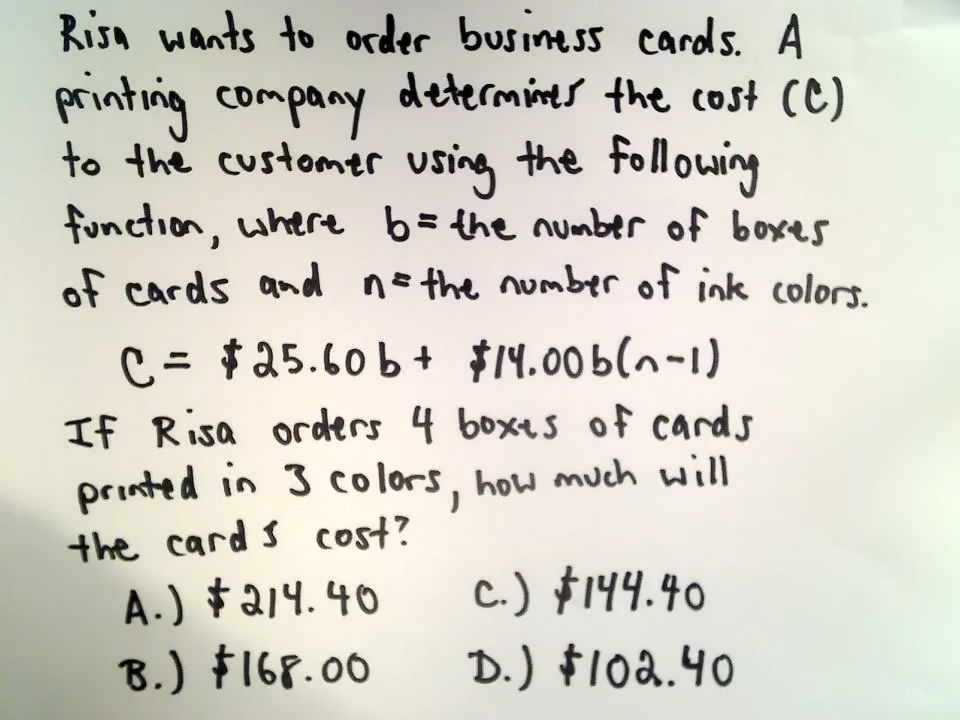 Risa wants to order business cards. A
printing company determines the cost (C)
to the customer using the following
function, where b = the number of boxes
of cards and n = the number of ink colors.
C = $25.60b + $14.00b(n-1)
If Risa orders 4 boxes of cards
printed in 3 colors, how much will
the cards cost?
A.) $214.40 C.) $144.40
B.) $168.00 D.) $102.40